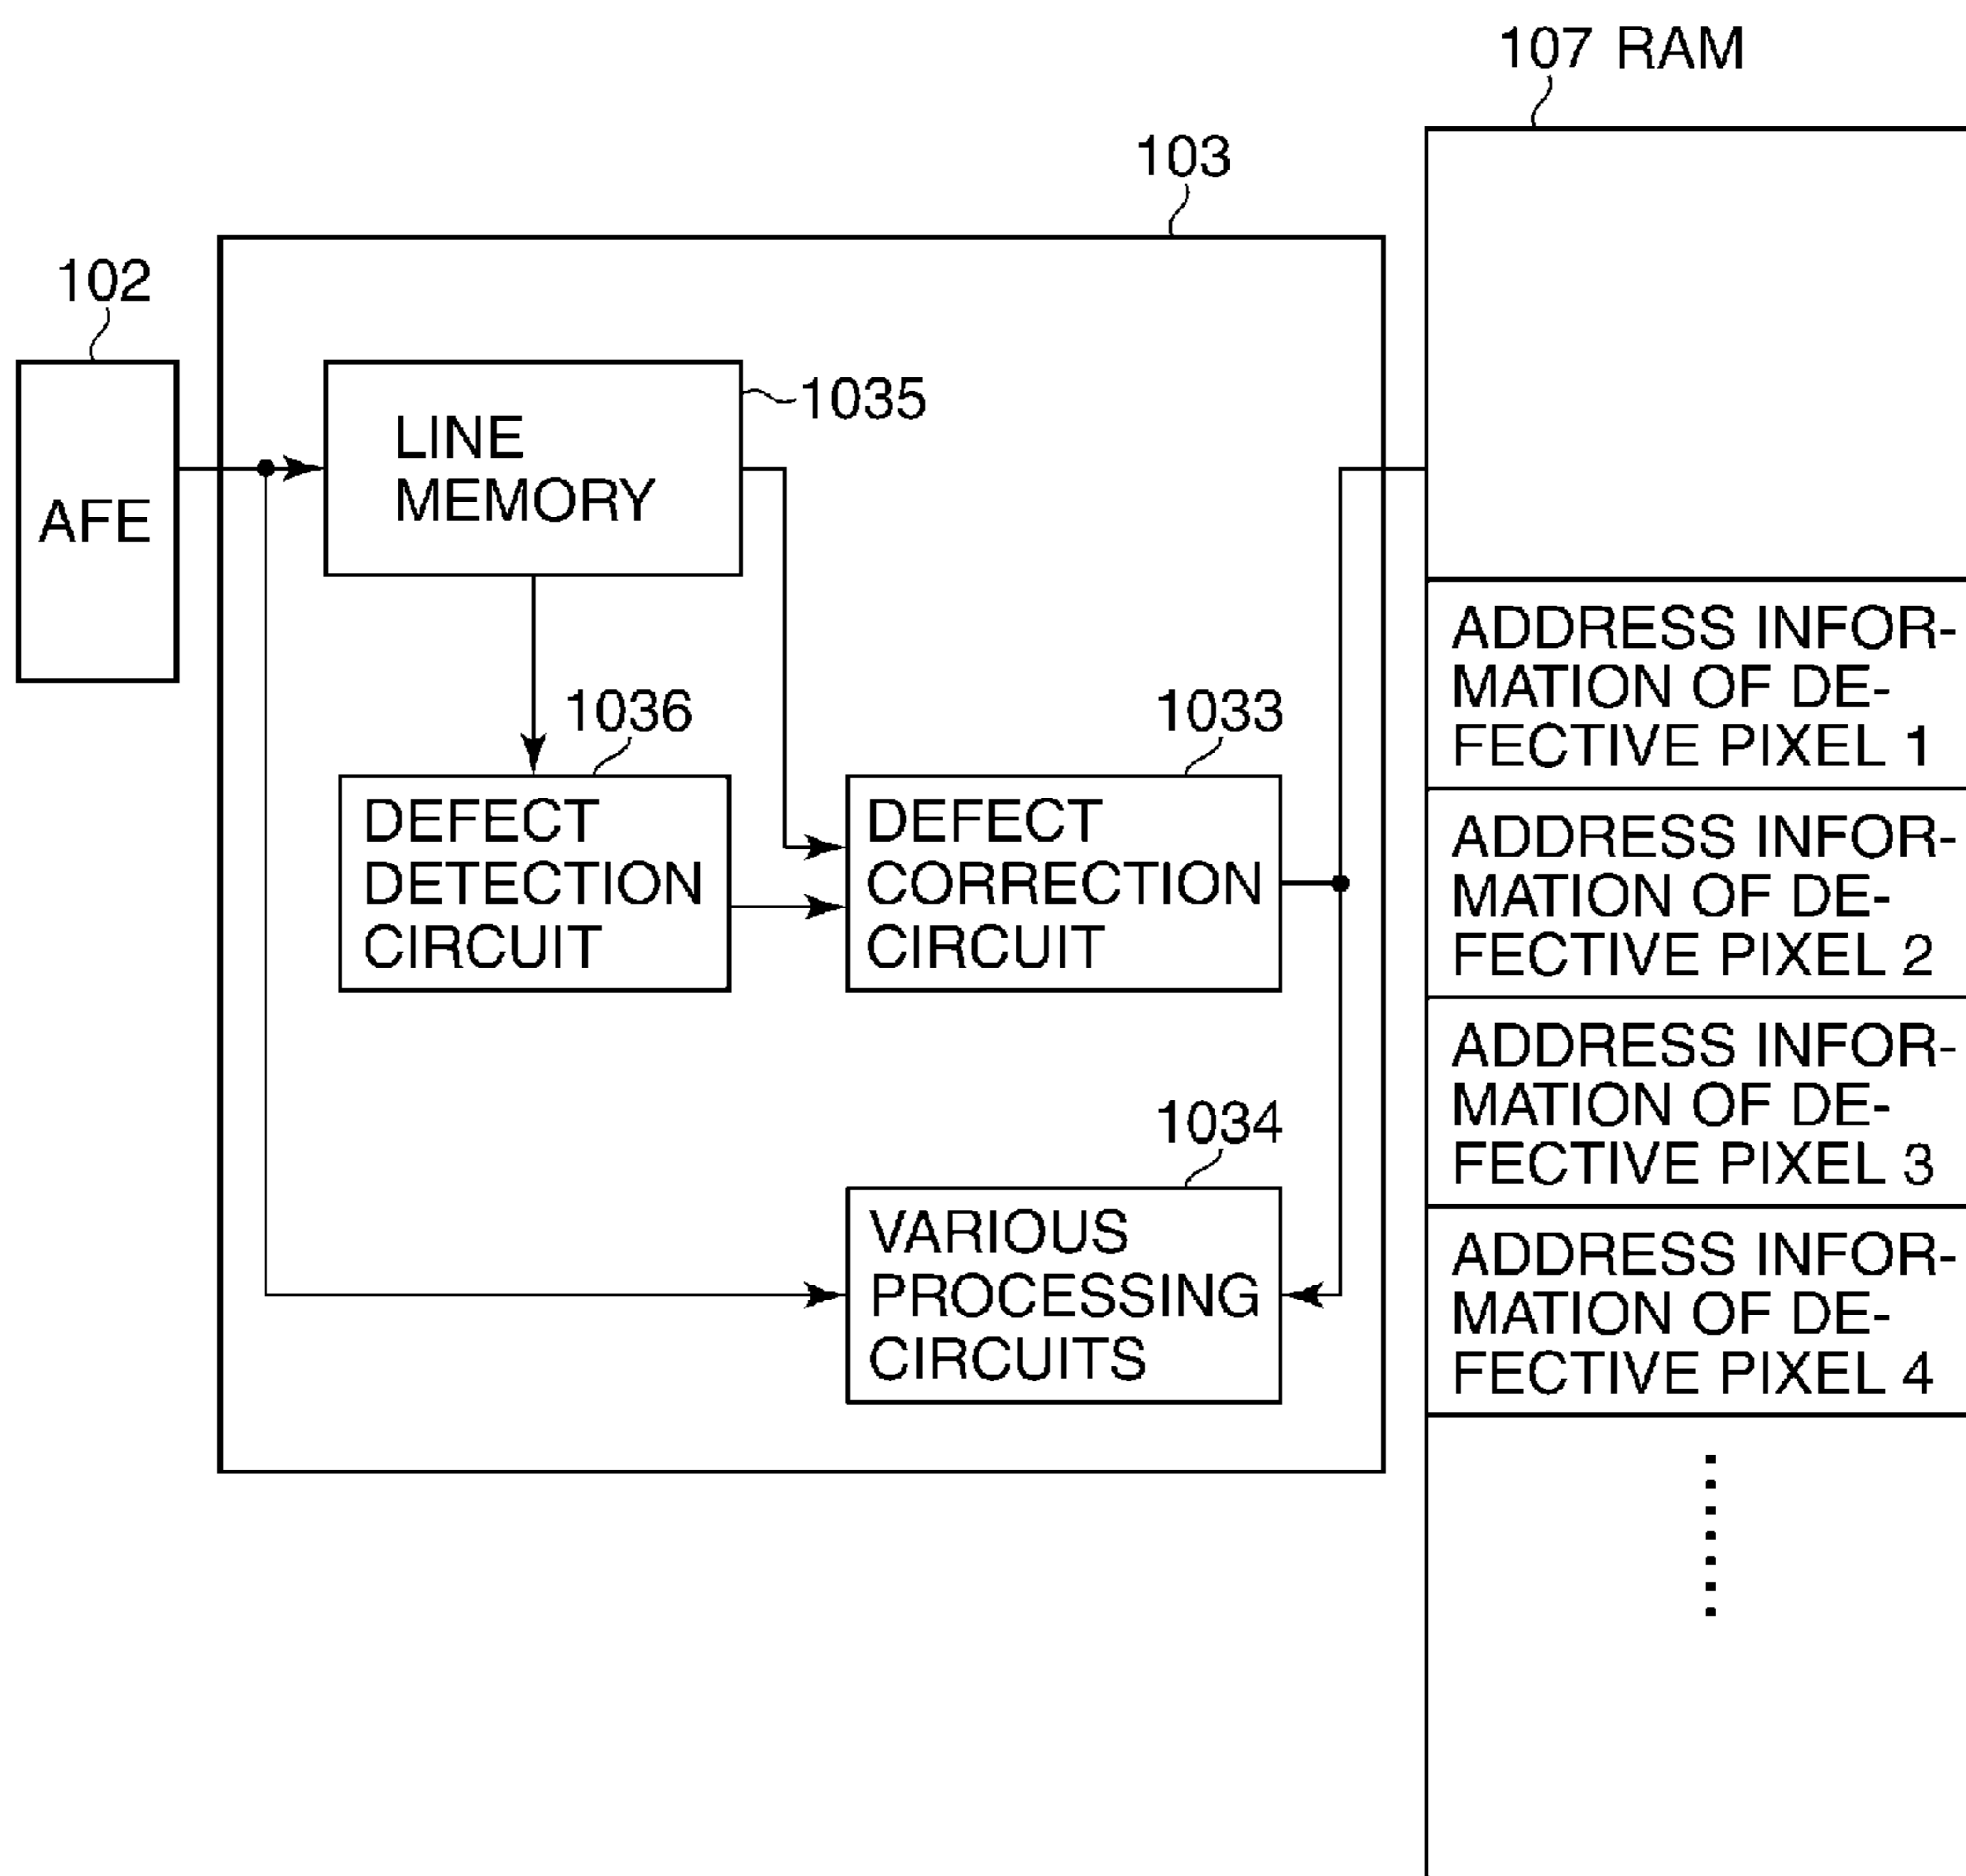 107 RAM
103
102
AFE
LINE
MEMORY
1035
1036
DEFECT
DETECTION
CIRCUIT
1033
DEFECT
CORRECTION
CIRCUIT
1034
VARIOUS
PROCESSING
CIRCUITS
ADDRESS INFOR-
MATION OF DE-
FECTIVE PIXEL 1
ADDRESS INFOR-
MATION OF DE-
FECTIVE PIXEL 2
ADDRESS INFOR-
MATION OF DE-
FECTIVE PIXEL 3
ADDRESS INFOR-
MATION OF DE-
FECTIVE PIXEL 4